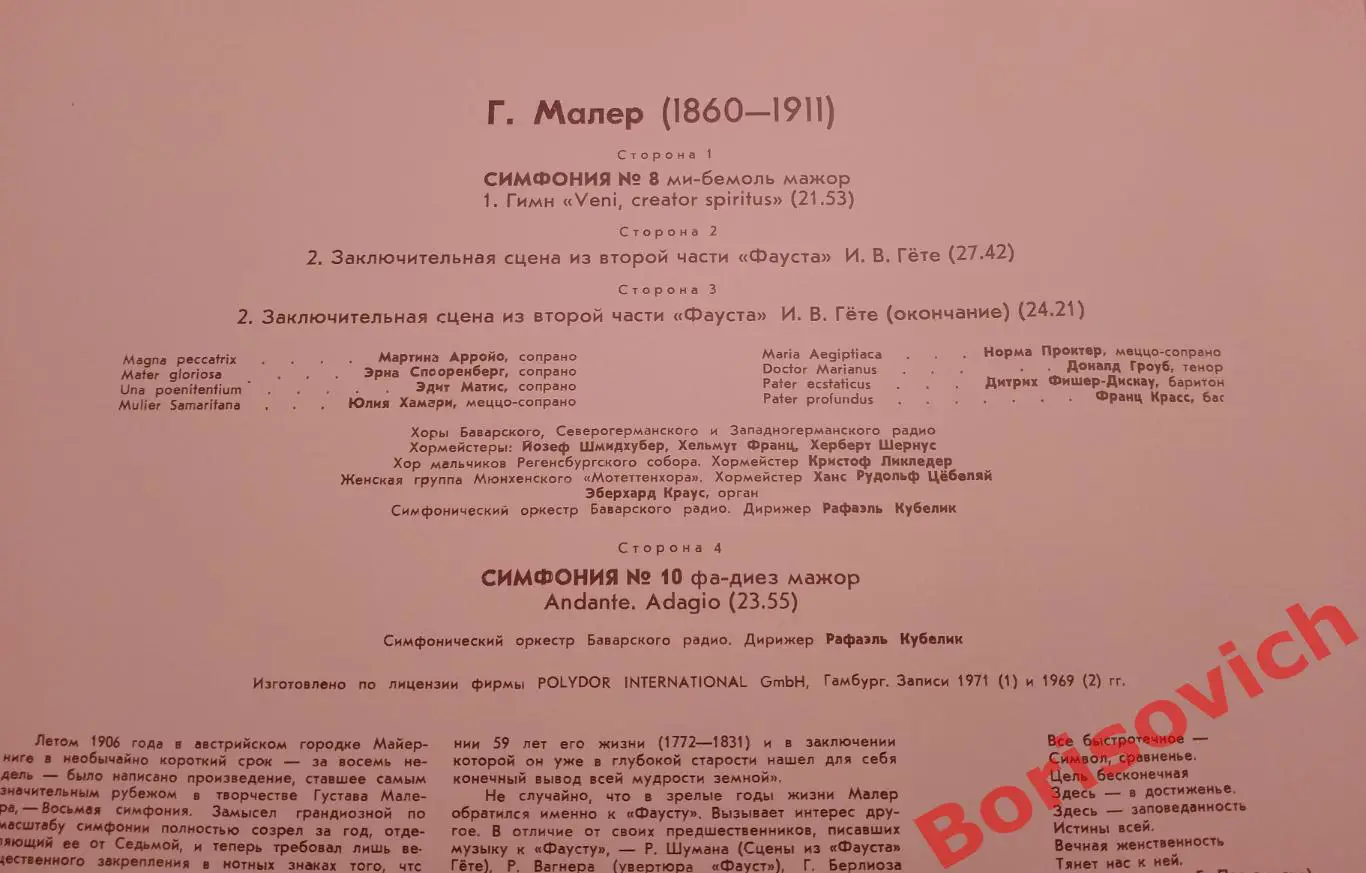 Г. Малер (1860—1911)
Сторона 1
СИМФОНИЯ № 8 ми-бемоль мажор
1. Гимн «Veni, creator spiritus» (21.53)
Сторона 2
2. Заключительная сцена из второй части «Фауста» И. В. Гёте (27.42)
Сторона 3
2. Заключительная сцена из второй части «Фауста» И. В. Гёте (окончание) (24.21)
Magna peccatrix . . . . Мартина Арройо, сопрано
Mater gloriosa . . . . Эрна Спооренберг, сопрано
Una poenitentium . . . . Эдит Матис, сопрано
Mulier Samaritana . . . Юлия Хамари, меццо-сопрано
Maria Aegiptiaca . . . Норма Проктер, меццо-сопрано
Doctor Marianus . . . . . Доналд Гроуб, тенор
Pater ecstaticus . . . Дитрих Фишер-Дискау, баритон
Pater profundus . . . . . . . Франц Красс, бас
Хоры Баварского, Северогерманского и Западногерманского радио
Хормейстеры: Йозеф Шмидхубер, Хельмут Франц, Херберт Шернус
Хор мальчиков Регенсбургского собора. Хормейстер Кристоф Ликледер
Женская группа Мюнхенского «Мотеттенхора». Хормейстер Ханс Рудольф Цёбеляй
Эберхард Краус, орган
Симфонический оркестр Баварского радио. Дирижер Рафаэль Кубелик
Сторона 4
СИМФОНИЯ № 10 фа-диез мажор
Andante. Adagio (23.55)
Симфонический оркестр Баварского радио. Дирижер Рафаэль Кубелик
Изготовлено по лицензии фирмы POLYDOR INTERNATIONAL GmbH, Гамбург. Записи 1971 (1) и 1969 (2) гг.
Летом 1906 года в австрийском городке Майер-
ниге в необычайно короткий срок — за восемь не-
дель — было написано произведение, ставшее самым
значительным рубежом в творчестве Густава Мале-
ра, — Восьмая симфония. Замысел грандиозной по
масштабу симфонии полностью созрел за год, отде-
ляющий ее от Седьмой, и теперь требовал лишь ве-
щественного закрепления в нотных знаках того, что
нии 59 лет его жизни (1772—1831) и в заключении
которой он уже в глубокой старости нашел для себя
конечный вывод всей мудрости земной».
Не случайно, что в зрелые годы жизни Малер
обратился именно к «Фаусту». Вызывает интерес дру-
гое. В отличие от своих предшественников, писавших
музыку к «Фаусту», — Р. Шумана (Сцены из «Фауста»
Гёте), Р. Вагнера (увертюра «Фауст»), Г. Берлиоза
Все быстротечное —
Символ, сравненье.
Цель бесконечная
Здесь — в достиженье.
Здесь — заповеданность
Истины всей.
Вечная женственность
Тянет нас к ней.
Borisovich